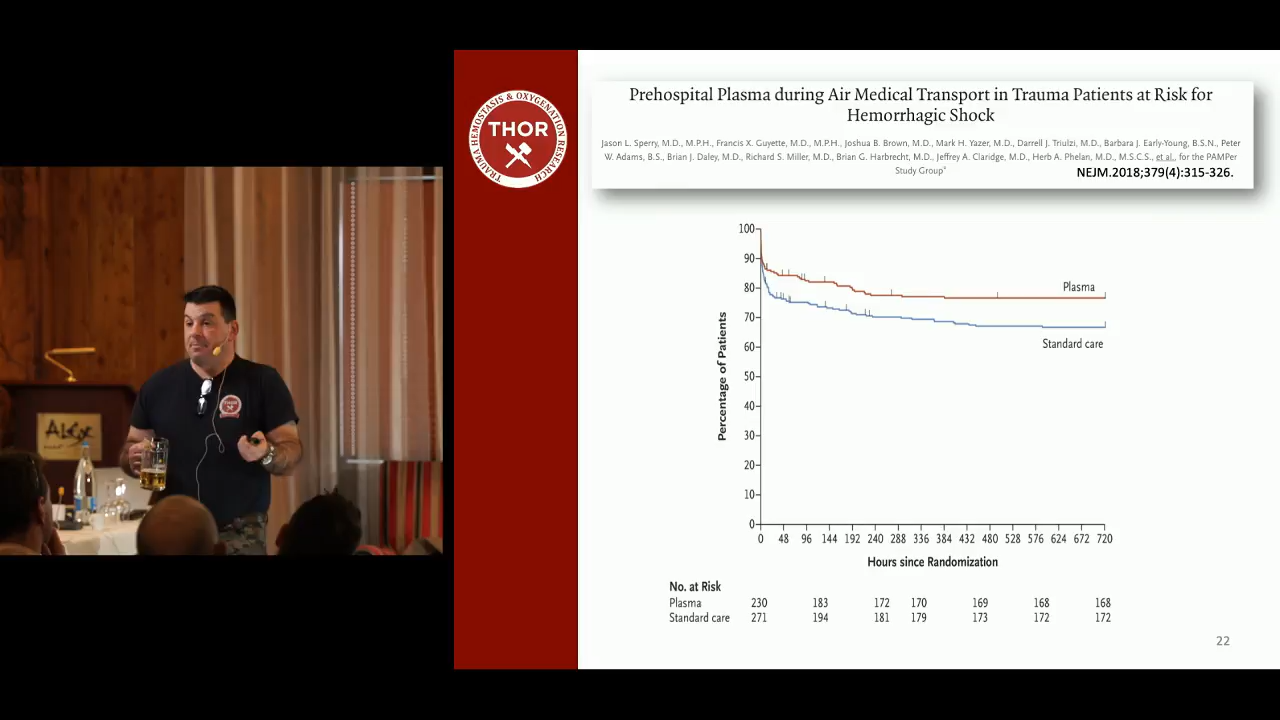 TRAUMA HEMOSTASIS & OXYGENATION RESEARCH
THOR
Prehospital Plasma during Air Medical Transport in Trauma Patients at Risk for
Hemorrhagic Shock
Jason L. Sperry, M.D., M.P.H., Francis X. Guyette, M.D., M.P.H., Joshua B. Brown, M.D., Mark H. Yazer, M.D., Darrell J. Triulzi, M.D., Barbara J. Early-Young, B.S.N., Peter
W. Adams, B.S., Brian J. Daley, M.D., Richard S. Miller, M.D., Brian G. Harbrecht, M.D., Jeffrey A. Claridge, M.D., Herb A. Phelan, M.D., M.S.C.S., et al., for the PAMPer
Study Group*
NEJM.2018;379(4):315-326.
100
90
80
70
60
50
40
30
20
10
0
Percentage of Patients
Plasma
Standard care
0 48 96 144 192 240 288 336 384 432 480 528 576 624 672 720
Hours since Randomization
No. at Risk
Plasma 230 183 172 170 169 168 168
Standard care 271 194 181 179 173 172 172
22
THOR